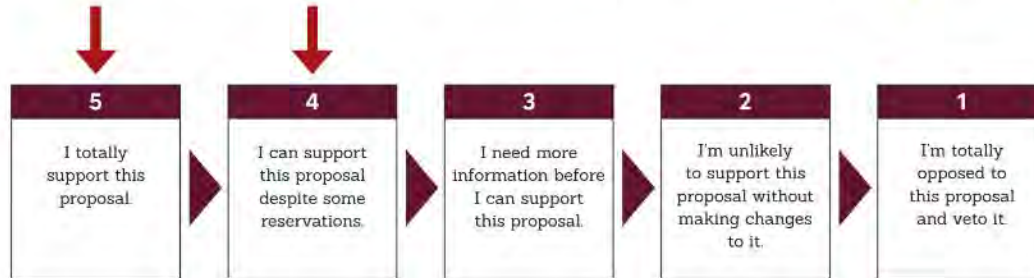 5
I totally
support this
proposal.
4
I can support
this proposal
despite some
reservations.
3
I need more
information before
I can support
this proposal.
2
I'm unlikely
to support this
proposal without
making changes
to it.
1
I'm totally
opposed to
this proposal
and veto it.